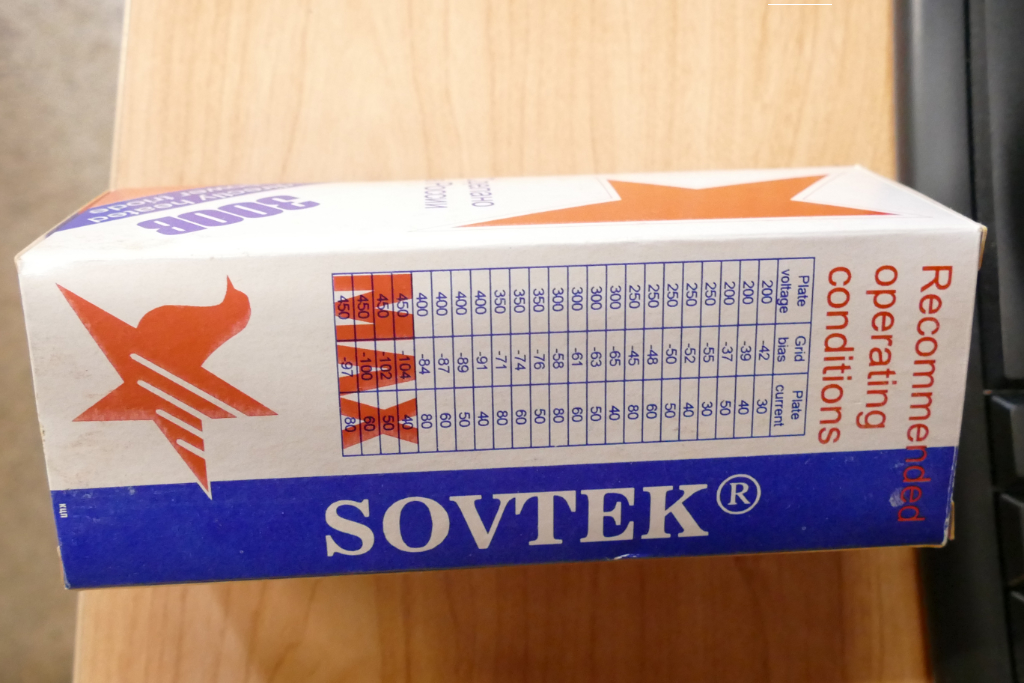 Recommended
operating
conditions
Plate voltage Grid bias Plate current
200 -42 30
200 -39 40
200 -37 50
250 -55 30
250 -52 40
250 -50 50
250 -48 60
250 -45 80
300 -65 40
300 -63 50
300 -61 60
300 -58 80
350 -76 50
350 -74 60
350 -71 80
400 -91 40
400 -89 50
400 -87 60
400 -84 80
450 -104 40
450 -102 50
450 -100 60
450 -97 80
MAX
SOVTEK®
300B